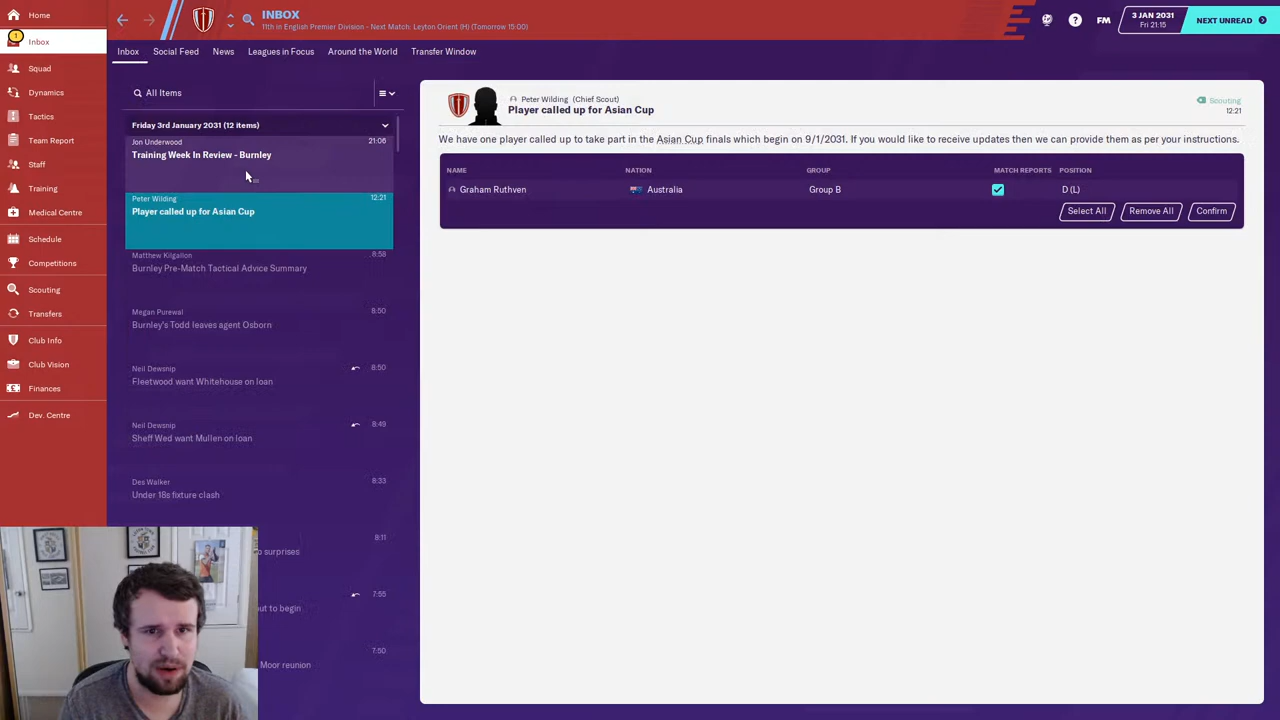 Home
INBOX
11th in English Premier Division - Next Match: Leyton Orient (H) (Tomorrow 15:00)
FM
3 JAN 2031
Fri 21:15
NEXT UNREAD
1
Inbox
Squad
Dynamics
Tactics
Team Report
Staff
Training
Medical Centre
Schedule
Competitions
Scouting
Transfers
Club Info
Club Vision
Finances
Dev. Centre
Inbox Social Feed News Leagues in Focus Around the World Transfer Window
All Items
Friday 3rd January 2031 (12 items)
Jon Underwood 21:06
Training Week In Review - Burnley
Peter Wilding 12:21
Player called up for Asian Cup
Matthew Kilgallon 8:58
Burnley Pre-Match Tactical Advice Summary
Megan Purewal 8:50
Burnley's Todd leaves agent Osborn
Neil Dewsnip 8:50
Fleetwood want Whitehouse on loan
Neil Dewsnip 8:49
Sheff Wed want Mullen on loan
Des Walker 8:33
Under 18s fixture clash
8:11
o surprises
7:55
out to begin
7:50
Moor reunion
Peter Wilding (Chief Scout)
Player called up for Asian Cup
Scouting
12:21
We have one player called up to take part in the Asian Cup finals which begin on 9/1/2031. If you would like to receive updates then we can provide them as per your instructions.
NAME NATION GROUP MATCH REPORTS POSITION
Graham Ruthven Australia Group B D (L)
Select All Remove All Confirm